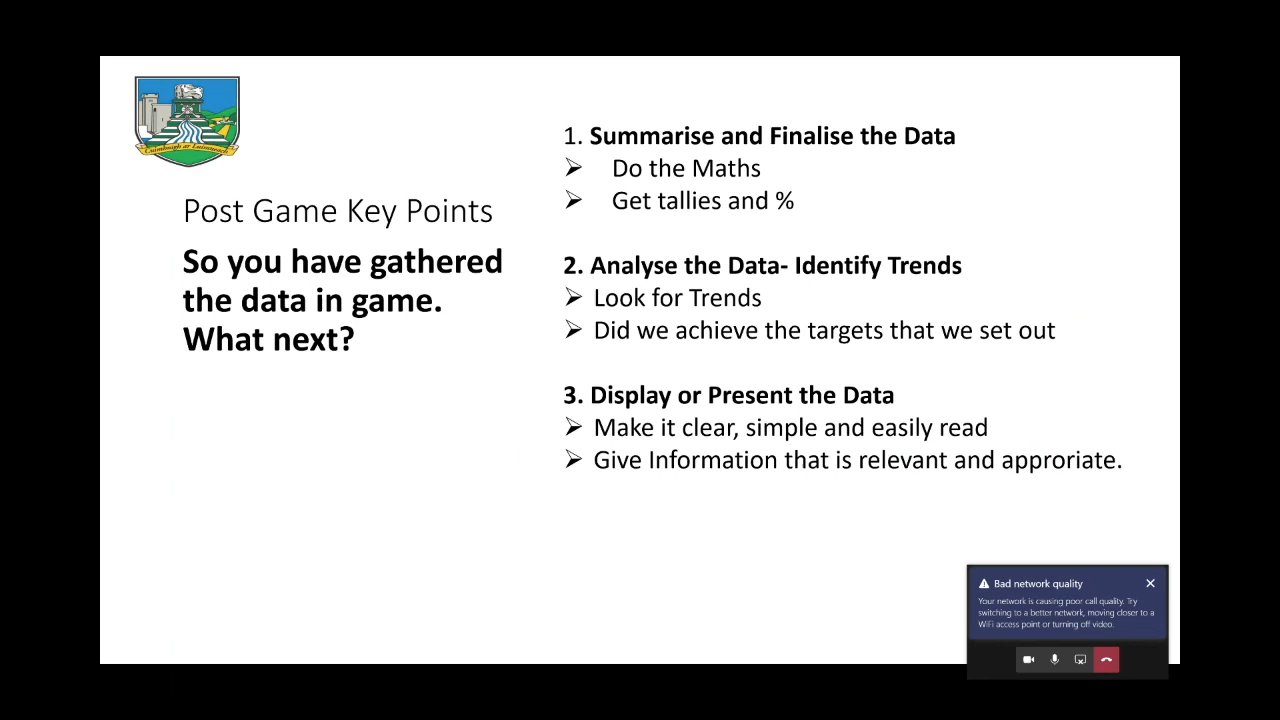 Post Game Key Points
So you have gathered
the data in game.
What next?
1. Summarise and Finalise the Data
➢ Do the Maths
➢ Get tallies and %
2. Analyse the Data- Identify Trends
➢ Look for Trends
➢ Did we achieve the targets that we set out
3. Display or Present the Data
➢ Make it clear, simple and easily read
➢ Give Information that is relevant and approriate.
Bad network quality
Your network is causing poor call quality. Try
switching to a better network, moving closer to a
WiFi access point or turning off video.